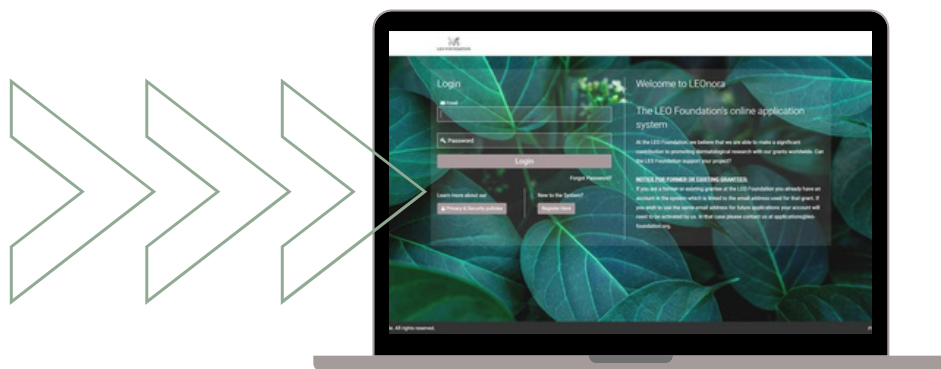 LEO FOUNDATION
Login
Email
Password
Login
Forgot Password?
Learn more about our
Privacy & Security policies
New to the System?
Register Here
Welcome to LEOnora
The LEO Foundation's online application
system
At the LEO Foundation, we believe that we are able to make a significant
contribution to promoting dermatological research with our grants worldwide. Can
the LEO Foundation support your project?
NOTICE FOR FORMER OR EXISTING GRANTEES:
If you are a former or existing grantee at the LEO Foundation you already have an
account in the system which is linked to the email address used for that grant. If
you wish to use the same email address for future applications your account will
need to be activated by us. In that case please contact us at applications@leo-
foundation.org.
All rights reserved.